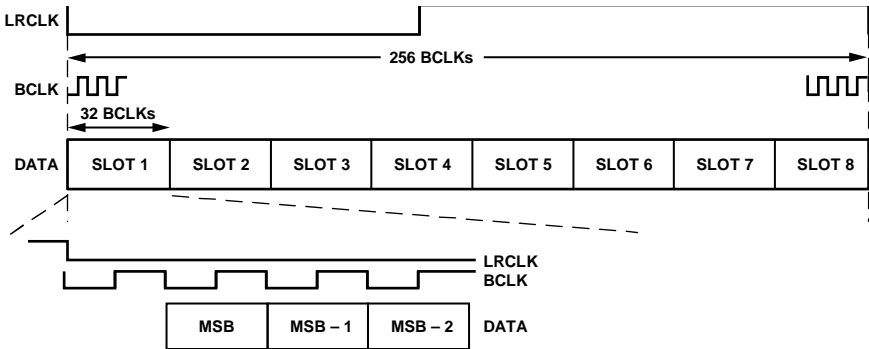 LRCLK
256 BCLKs
BCLK
32 BCLKs
DATA SLOT 1 SLOT 2 SLOT 3 SLOT 4 SLOT 5 SLOT 6 SLOT 7 SLOT 8
LRCLK
BCLK
MSB MSB – 1 MSB – 2 DATA